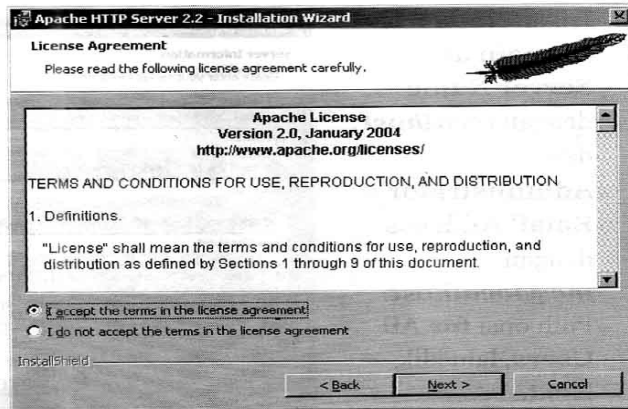 Apache HTTP Server 2.2 - Installation Wizard
License Agreement
Please read the following license agreement carefully.
Apache License
Version 2.0, January 2004
http://www.apache.org/licenses/
TERMS AND CONDITIONS FOR USE, REPRODUCTION, AND DISTRIBUTION
1. Definitions.
"License" shall mean the terms and conditions for use, reproduction, and
distribution as defined by Sections 1 through 9 of this document.
I accept the terms in the license agreement
I do not accept the terms in the license agreement
InstallShield
< Back
Next >
Cancel